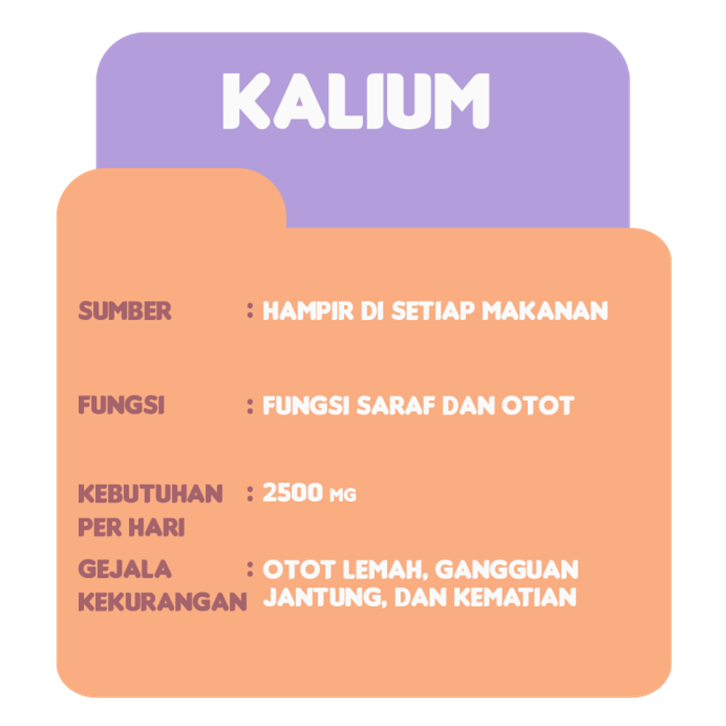 KALIUM
SUMBER : HAMPIR DI SETIAP MAKANAN
FUNGSI : FUNGSI SARAF DAN OTOT
KEBUTUHAN : 2500 MG
PER HARI
GEJALA : OTOT LEMAH, GANGGUAN
KEKURANGAN JANTUNG, DAN KEMATIAN